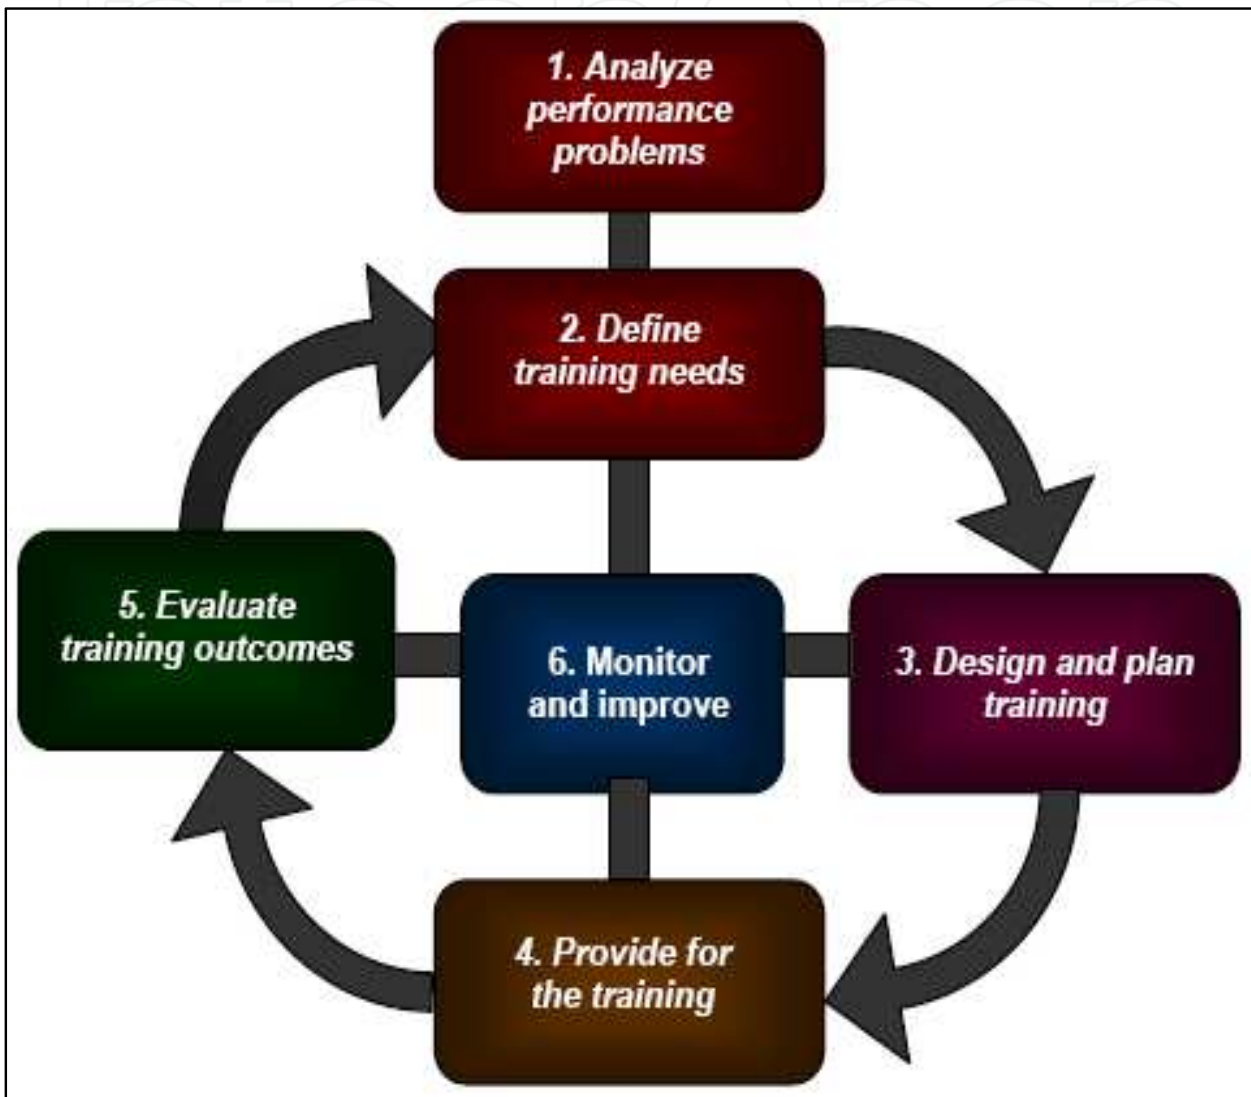 1. Analyze
performance
problems
2. Define
training needs
3. Design and plan
training
4. Provide for
the training
5. Evaluate
training outcomes
6. Monitor
and improve